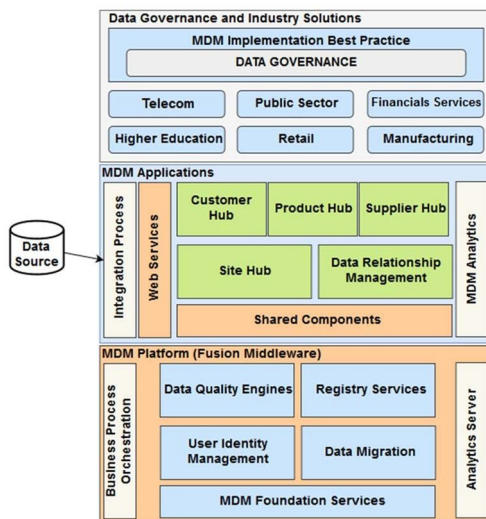 Data Governance and Industry Solutions
MDM Implementation Best Practice
DATA GOVERNANCE
Telecom
Public Sector
Financials Services
Higher Education
Retail
Manufacturing
MDM Applications
Data
Source
Integration Process
Web Services
Customer
Hub
Product Hub
Supplier Hub
Site Hub
Data Relationship
Management
Shared Components
MDM Analytics
MDM Platform (Fusion Middleware)
Business Process
Orchestration
Data Quality Engines
Registry Services
User Identity
Management
Data Migration
MDM Foundation Services
Analytics Server